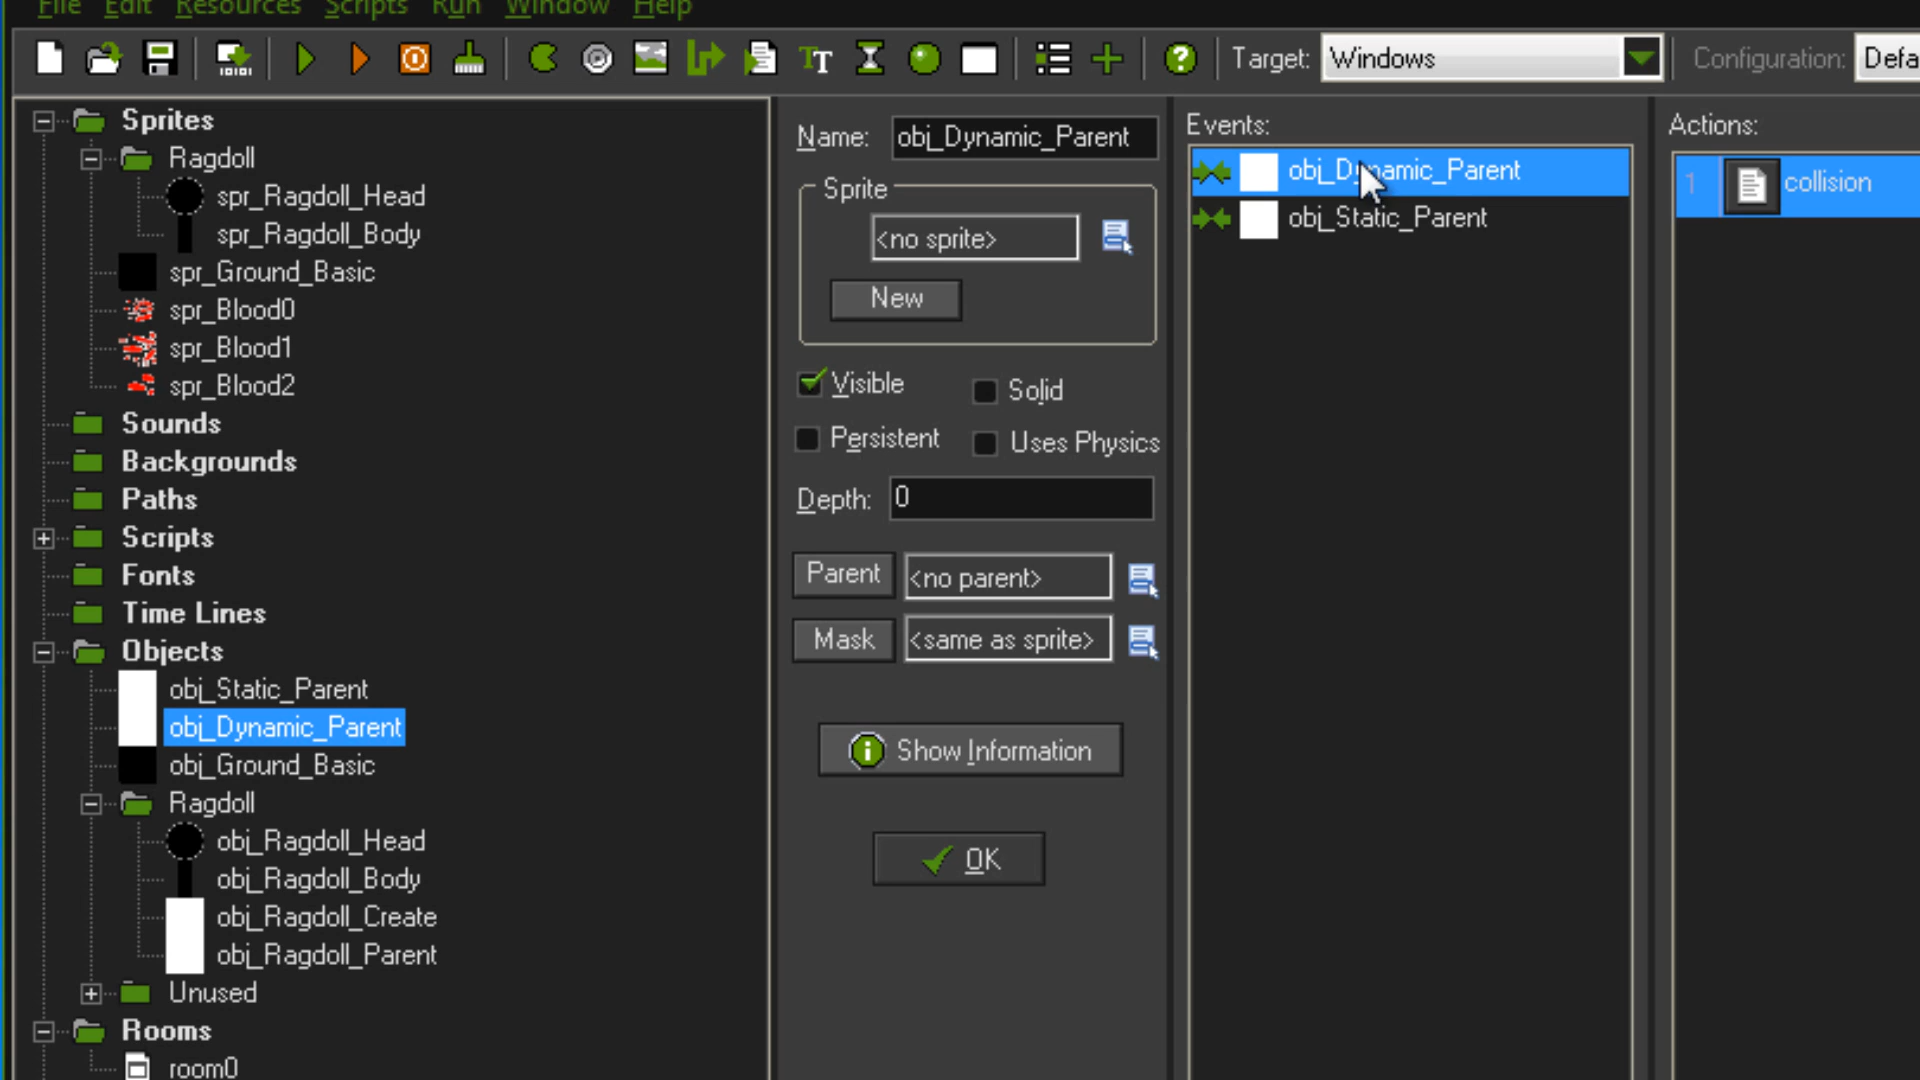 File Edit Resources Scripts Run Window Help
Target: Windows Configuration: Defa
Sprites
Ragdoll
spr_Ragdoll_Head
spr_Ragdoll_Body
spr_Ground_Basic
spr_Blood0
spr_Blood1
spr_Blood2
Sounds
Backgrounds
Paths
Scripts
Fonts
Time Lines
Objects
obj_Static_Parent
obj_Dynamic_Parent
obj_Ground_Basic
Ragdoll
obj_Ragdoll_Head
obj_Ragdoll_Body
obj_Ragdoll_Create
obj_Ragdoll_Parent
Unused
Rooms
room0
Name: obj_Dynamic_Parent
Sprite
<no sprite>
New
Visible Solid
Persistent Uses Physics
Depth: 0
Parent <no parent>
Mask <same as sprite>
Show Information
OK
Events:
obj_Dynamic_Parent
obj_Static_Parent
Actions:
1 collision